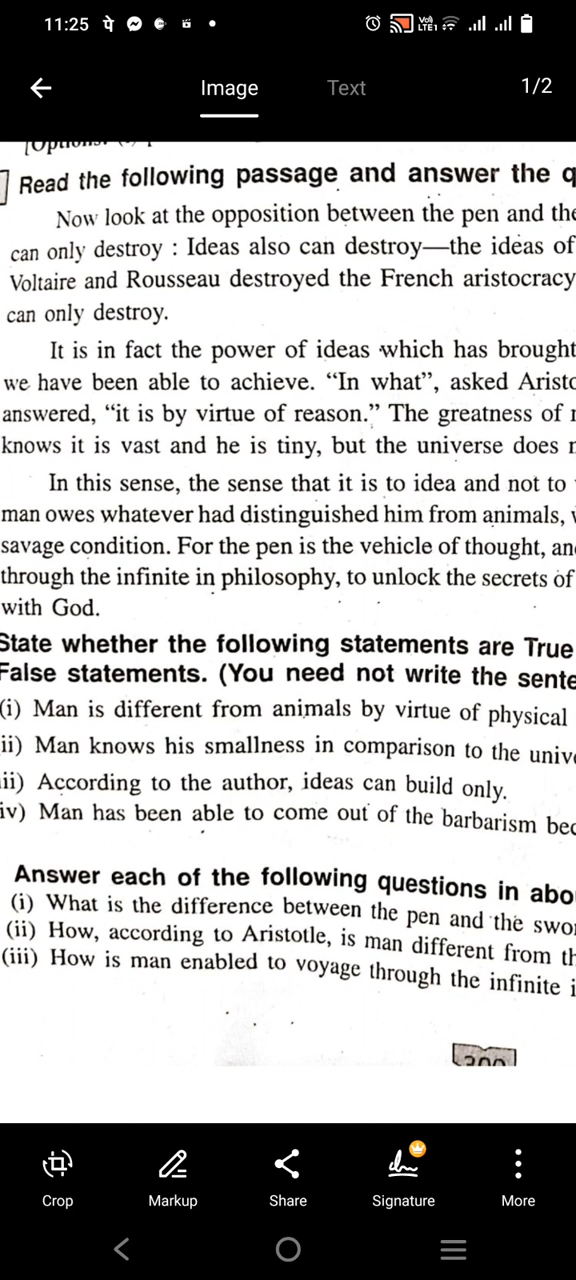 11:25 पे Vo) LTE1
Image Text 1/2
[Options:
Read the following passage and answer the q
Now look at the opposition between the pen and the
can only destroy : Ideas also can destroy—the ideas of
Voltaire and Rousseau destroyed the French aristocracy
can only destroy.
It is in fact the power of ideas which has brought
we have been able to achieve. “In what”, asked Aristo
answered, “it is by virtue of reason.” The greatness of
knows it is vast and he is tiny, but the universe does
In this sense, the sense that it is to idea and not to
man owes whatever had distinguished him from animals,
savage condition. For the pen is the vehicle of thought, an
through the infinite in philosophy, to unlock the secrets of
with God.
State whether the following statements are True
False statements. (You need not write the sente
(i) Man is different from animals by virtue of physical
ii) Man knows his smallness in comparison to the univ
ii) According to the author, ideas can build only.
iv) Man has been able to come out of the barbarism bec
Answer each of the following questions in abo
(i) What is the difference between the pen and the swo
(ii) How, according to Aristotle, is man different from th
(iii) How is man enabled to voyage through the infinite i
300
Crop Markup Share Signature More